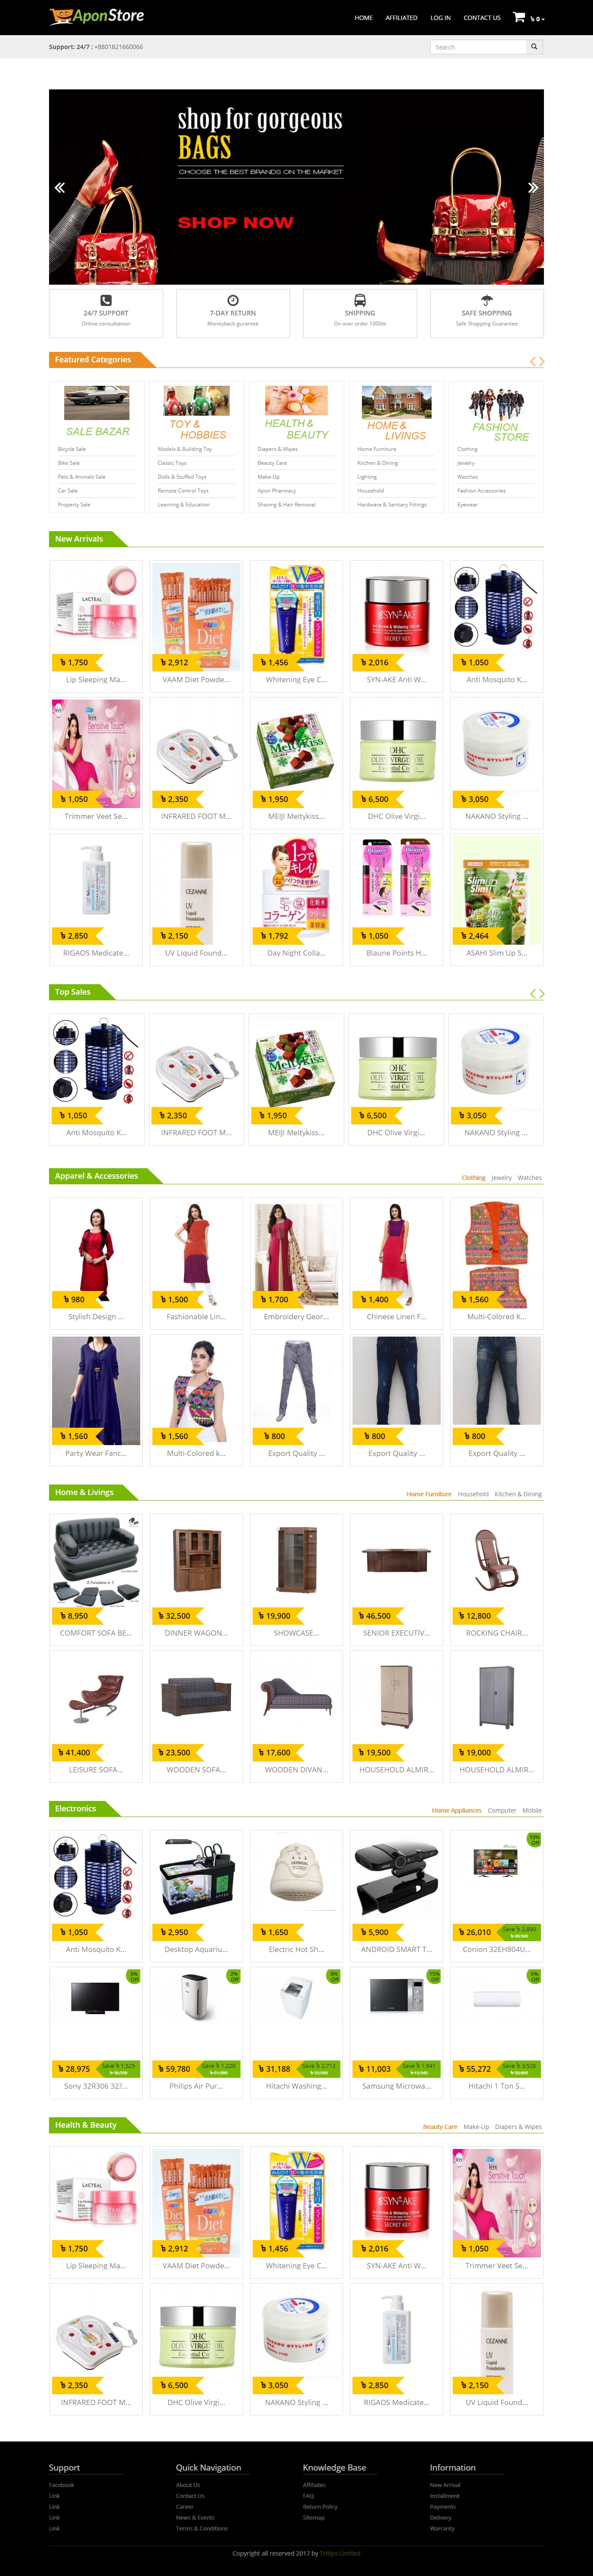 AponStore
HOME AFFILIATED LOG IN CONTACT US ৳ 0
Support: 24/7 : +8801821660066
Search
shop for gorgeous
BAGS
CHOOSE THE BEST BRANDS ON THE MARKET
SHOP NOW
24/7 SUPPORT
Online consultation
7-DAY RETURN
Moneyback gurantee
SHIPPING
On over order 1000tk
SAFE SHOPPING
Safe Shopping Guarantee
Featured Categories
SALE BAZAR
Bicycle Sale
Bike Sale
Pets & Animals Sale
Car Sale
Property Sale
TOY & HOBBIES
Models & Building Toy
Classic Toys
Dolls & Stuffed Toys
Remote Control Toys
Learning & Education
HEALTH & BEAUTY
Diapers & Wipes
Beauty Care
Make-Up
Apon Pharmacy
Shaving & Hair Removal
HOME & LIVINGS
Home Furniture
Kitchen & Dining
Lighting
Household
Hardware & Sanitary Fittings
FASHION STORE
Clothing
Jewelry
Watches
Fashion Accessories
Eyewear
New Arrivals
৳ 1,750
Lip Sleeping Ma...
৳ 2,912
VAAM Diet Powde...
৳ 1,456
Whitening Eye C...
৳ 2,016
SYN-AKE Anti W...
৳ 1,050
Anti Mosquito K...
৳ 1,050
Trimmer Veet Se...
৳ 2,350
INFRARED FOOT M...
৳ 1,950
MEIJI Meltykiss...
৳ 6,500
DHC Olive Virgi...
৳ 3,050
NAKANO Styling ...
৳ 2,850
RIGAOS Medicate...
৳ 2,150
UV Liquid Found...
৳ 1,792
Day Night Colla...
৳ 1,050
Blaune Points H...
৳ 2,464
ASAHI Slim Up S...
Top Sales
৳ 1,050
Anti Mosquito K...
৳ 2,350
INFRARED FOOT M...
৳ 1,950
MEIJI Meltykiss...
৳ 6,500
DHC Olive Virgi...
৳ 3,050
NAKANO Styling ...
Apparel & Accessories
Clothing Jewelry Watches
৳ 980
Stylish Design ...
৳ 1,500
Fashionable Lin...
৳ 1,700
Embroidery Geor...
৳ 1,400
Chinese Linen F...
৳ 1,560
Multi-Colored K...
৳ 1,560
Party Wear Fanc...
৳ 1,560
Multi-Colored k...
৳ 800
Export Quality ...
৳ 800
Export Quality ...
৳ 800
Export Quality ...
Home & Livings
Home Furniture Household Kitchen & Dining
৳ 8,950
COMFORT SOFA BE...
৳ 32,500
DINNER WAGON...
৳ 19,900
SHOWCASE...
৳ 46,500
SENIOR EXECUTIV...
৳ 12,800
ROCKING CHAIR...
৳ 41,400
LEISURE SOFA...
৳ 23,500
WOODEN SOFA...
৳ 17,600
WOODEN DIVAN...
৳ 19,500
HOUSEHOLD ALMIR...
৳ 19,000
HOUSEHOLD ALMIR...
Electronics
Home Appliances Computer Mobile
৳ 1,050
Anti Mosquito K...
৳ 2,950
Desktop Aquariu...
৳ 1,650
Electric Hot Sh...
৳ 5,900
ANDROID SMART T...
10% Off
৳ 26,010
Save ৳ 2,890
Conion 32EH804U...
5% Off
৳ 28,975
Save ৳ 1,525
Sony 32R306 32?...
2% Off
৳ 59,780
Save ৳ 1,220
Philips Air Pur...
8% Off
৳ 31,188
Save ৳ 2,712
Hitachi Washing...
15% Off
৳ 11,003
Save ৳ 1,941
Samsung Microwa...
6% Off
৳ 55,272
Save ৳ 3,528
Hitachi 1 Ton S...
Health & Beauty
Beauty Care Make-Up Diapers & Wipes
৳ 1,750
Lip Sleeping Ma...
৳ 2,912
VAAM Diet Powde...
৳ 1,456
Whitening Eye C...
৳ 2,016
SYN-AKE Anti W...
৳ 1,050
Trimmer Veet Se...
৳ 2,350
INFRARED FOOT M...
৳ 6,500
DHC Olive Virgi...
৳ 3,050
NAKANO Styling ...
৳ 2,850
RIGAOS Medicate...
৳ 2,150
UV Liquid Found...
Support
Facebook
Link
Link
Link
Link
Quick Navigation
About Us
Contact Us
Career
News & Events
Terms & Conditions
Knowledge Base
Affiliates
FAQ
Return Policy
Sitemap
Information
New Arrival
Installment
Payments
Delivery
Warranty
Copyright all reserved 2017 by Tritiyo Limited